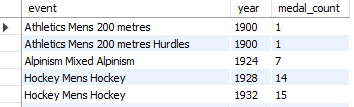 event year medal_count
Athletics Mens 200 metres 1900 1
Athletics Mens 200 metres Hurdles 1900 1
Alpinism Mixed Alpinism 1924 7
Hockey Mens Hockey 1928 14
Hockey Mens Hockey 1932 15